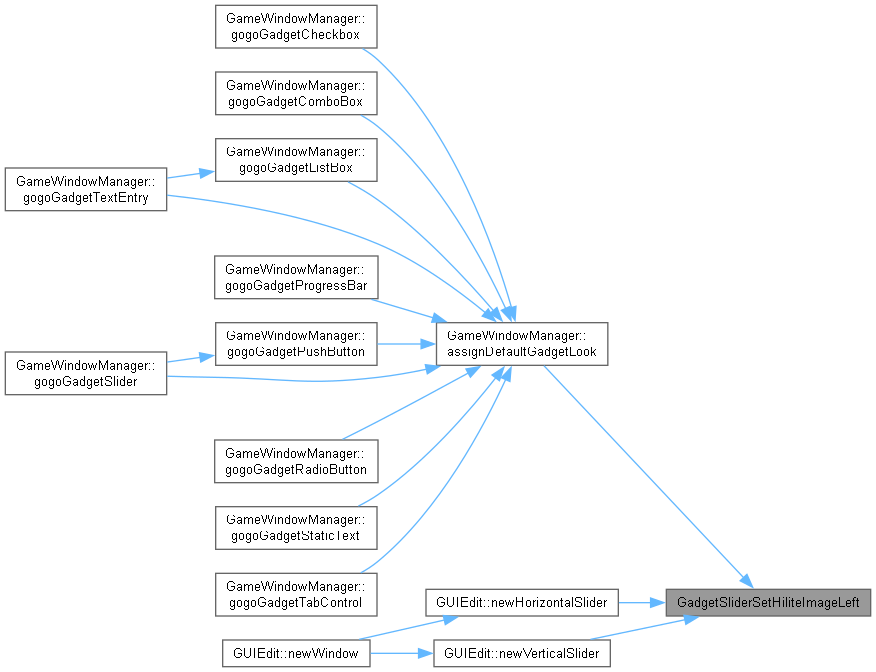 GameWindowManager::
gogoGadgetCheckbox
GameWindowManager::
gogoGadgetComboBox
GameWindowManager::
gogoGadgetListBox
GameWindowManager::
gogoGadgetTextEntry
GameWindowManager::
gogoGadgetProgressBar
GameWindowManager::
assignDefaultGadgetLook
GameWindowManager::
gogoGadgetPushButton
GameWindowManager::
gogoGadgetSlider
GameWindowManager::
gogoGadgetRadioButton
GameWindowManager::
gogoGadgetStaticText
GameWindowManager::
gogoGadgetTabControl
GUIEdit::newHorizontalSlider
GadgetSliderSetHiliteImageLeft
GUIEdit::newWindow
GUIEdit::newVerticalSlider